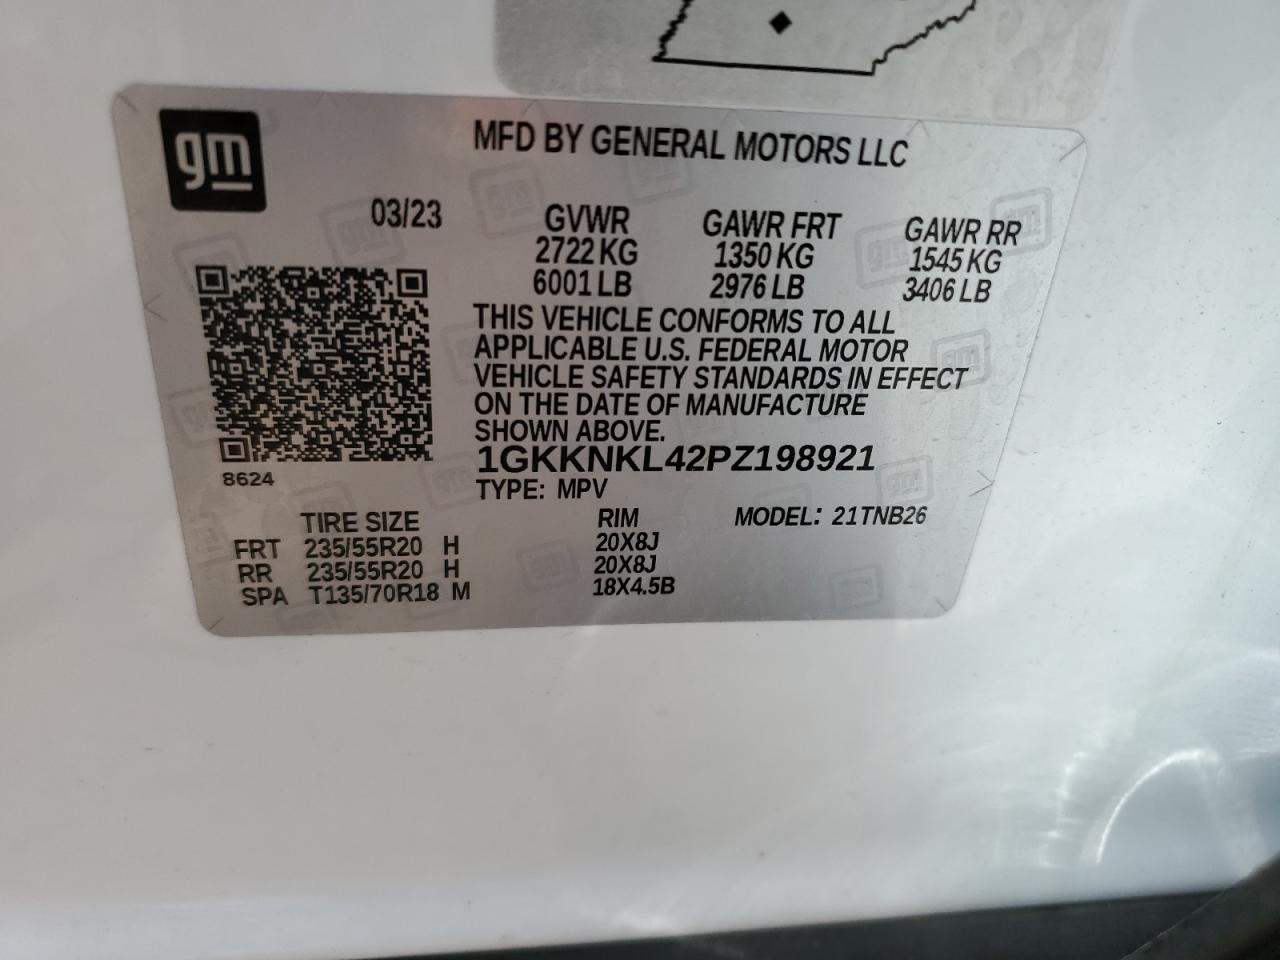 gm
MFD BY GENERAL MOTORS LLC
03/23
GVWR GAWR FRT GAWR RR
2722 KG 1350 KG 1545 KG
6001 LB 2976 LB 3406 LB
THIS VEHICLE CONFORMS TO ALL
APPLICABLE U.S. FEDERAL MOTOR
VEHICLE SAFETY STANDARDS IN EFFECT
ON THE DATE OF MANUFACTURE
SHOWN ABOVE.
1GKKNKL42PZ198921
8624
TYPE: MPV
TIRE SIZE RIM MODEL: 21TNB26
FRT 235/55R20 H 20X8J
RR 235/55R20 H 20X8J
SPA T135/70R18 M 18X4.5B